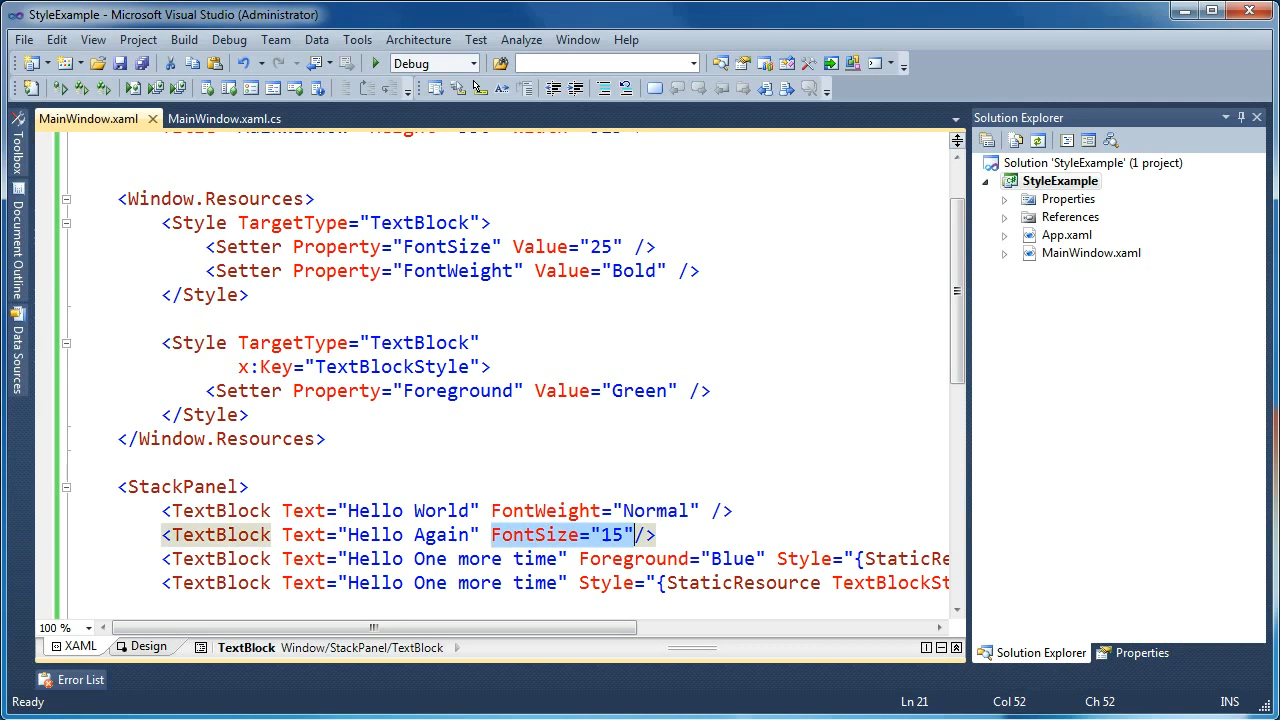 StyleExample - Microsoft Visual Studio (Administrator)
File Edit View Project Build Debug Team Data Tools Architecture Test Analyze Window Help
Debug
MainWindow.xaml MainWindow.xaml.cs
Toolbox
Document Outline
Data Sources
<Window.Resources>
<Style TargetType="TextBlock">
<Setter Property="FontSize" Value="25" />
<Setter Property="FontWeight" Value="Bold" />
</Style>
<Style TargetType="TextBlock"
x:Key="TextBlockStyle">
<Setter Property="Foreground" Value="Green" />
</Style>
</Window.Resources>
<StackPanel>
<TextBlock Text="Hello World" FontWeight="Normal" />
<TextBlock Text="Hello Again" FontSize="15"/>
<TextBlock Text="Hello One more time" Foreground="Blue" Style="{StaticRe
<TextBlock Text="Hello One more time" Style="{StaticResource TextBlockSt
100 %
XAML Design TextBlock Window/StackPanel/TextBlock
Solution Explorer
Solution 'StyleExample' (1 project)
StyleExample
Properties
References
App.xaml
MainWindow.xaml
Solution Explorer Properties
Error List
Ready Ln 21 Col 52 Ch 52 INS